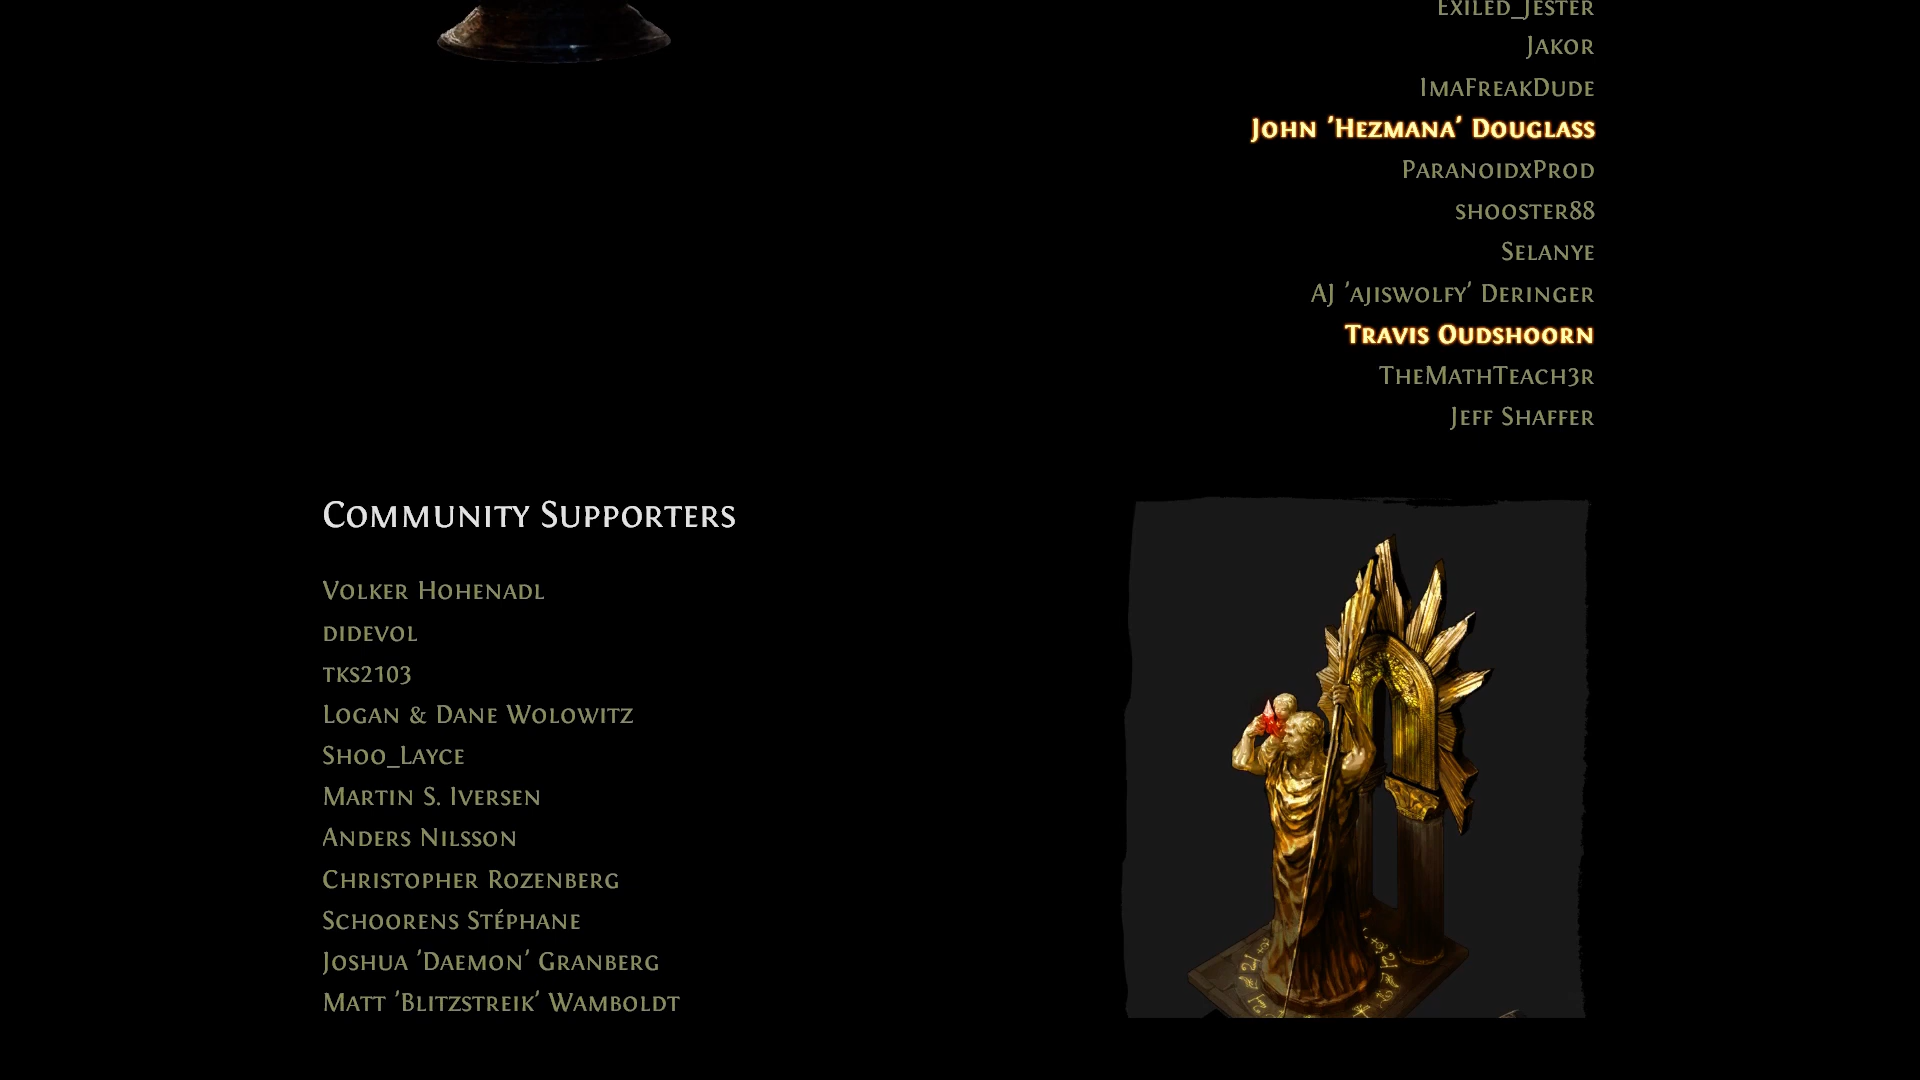 Exiled_Jester
Jakor
ImaFreakDude
John 'Hezmana' Douglass
ParanoidxProd
shooster88
Selanye
AJ 'ajiswolfy' Deringer
Travis Oudshoorn
TheMathTeach3r
Jeff Shaffer
Community Supporters
Volker Hohenadl
didevol
tks2103
Logan & Dane Wolowitz
Shoo_Layce
Martin S. Iversen
Anders Nilsson
Christopher Rozenberg
Schoorens Stéphane
Joshua 'Daemon' Granberg
Matt 'Blitzstreik' Wamboldt